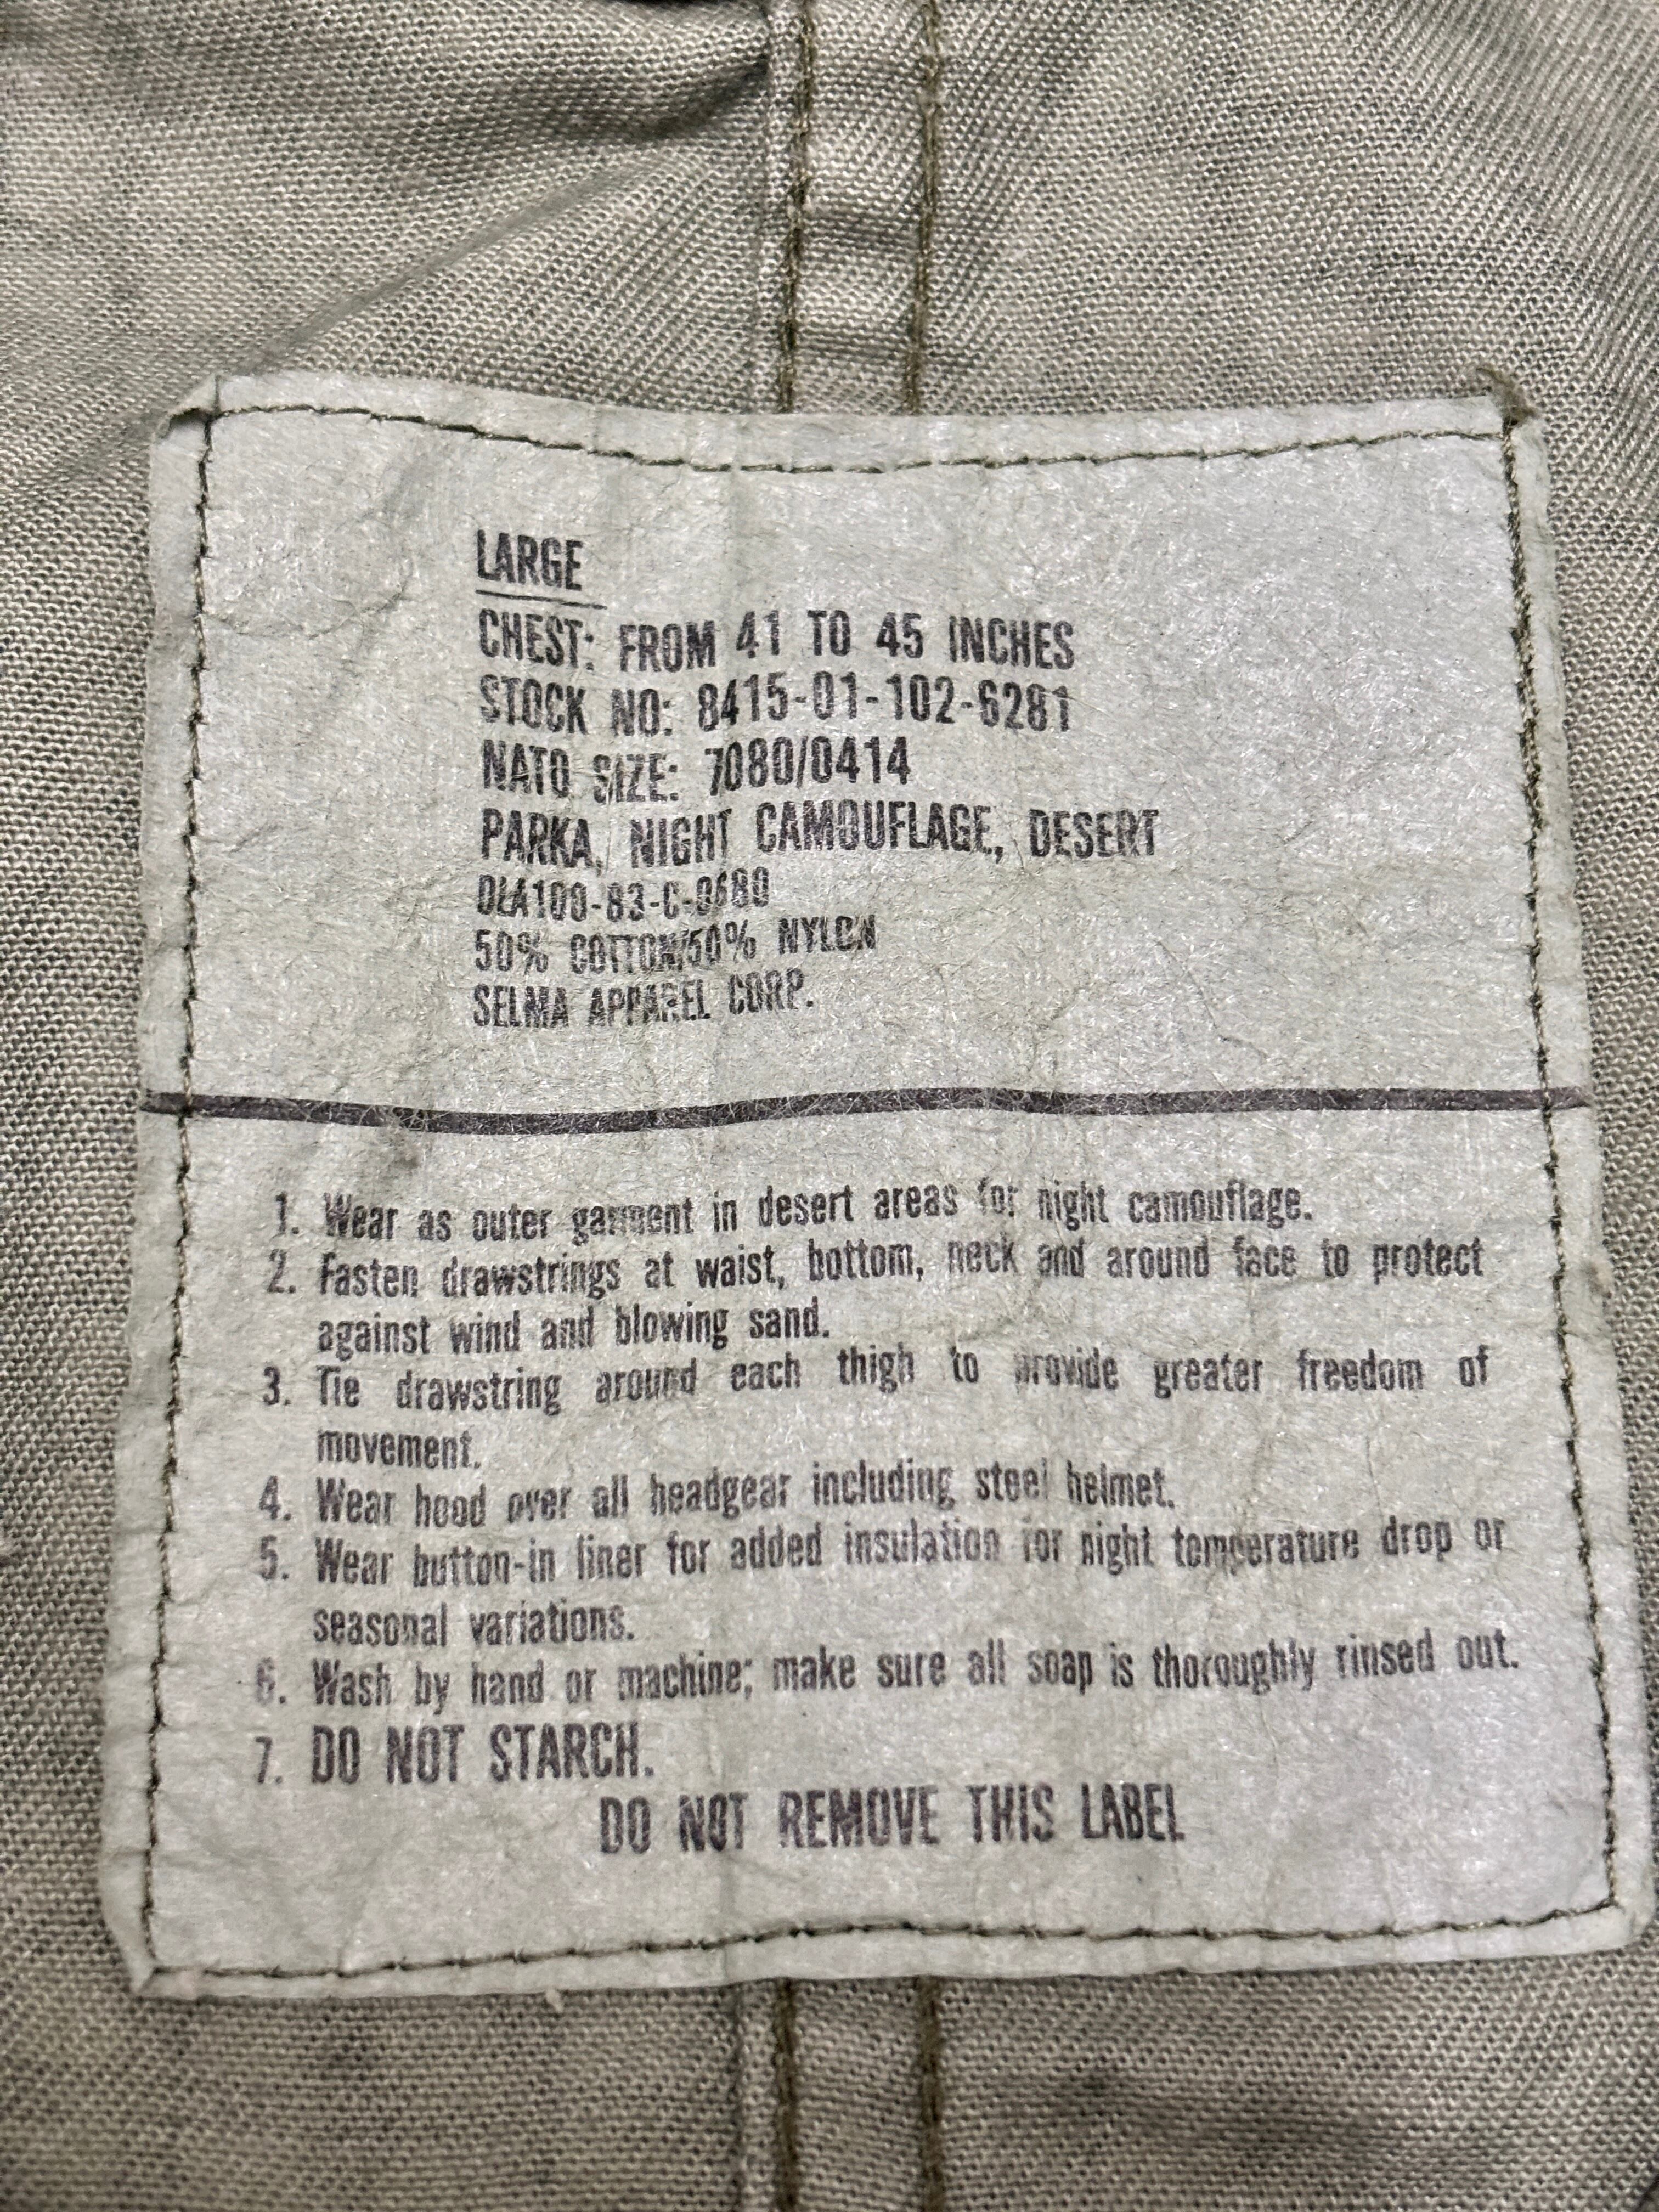 LARGE
CHEST: FROM 41 TO 45 INCHES
STOCK NO: 8415-01-102-6281
NATO SIZE: 7080/0414
PARKA, NIGHT CAMOUFLAGE, DESERT
DLA100-83-C-0680
50% COTTON/50% NYLON
SELMA APPAREL CORP.
1. Wear as outer garment in desert areas for night camouflage.
2. Fasten drawstrings at waist, bottom, neck and around face to protect
against wind and blowing sand.
3. Tie drawstring around each thigh to provide greater freedom of
movement.
4. Wear hood over all headgear including steel helmet.
5. Wear button-in liner for added insulation for night temperature drop or
seasonal variations.
6. Wash by hand or machine; make sure all soap is thoroughly rinsed out.
7. DO NOT STARCH.
DO NOT REMOVE THIS LABEL